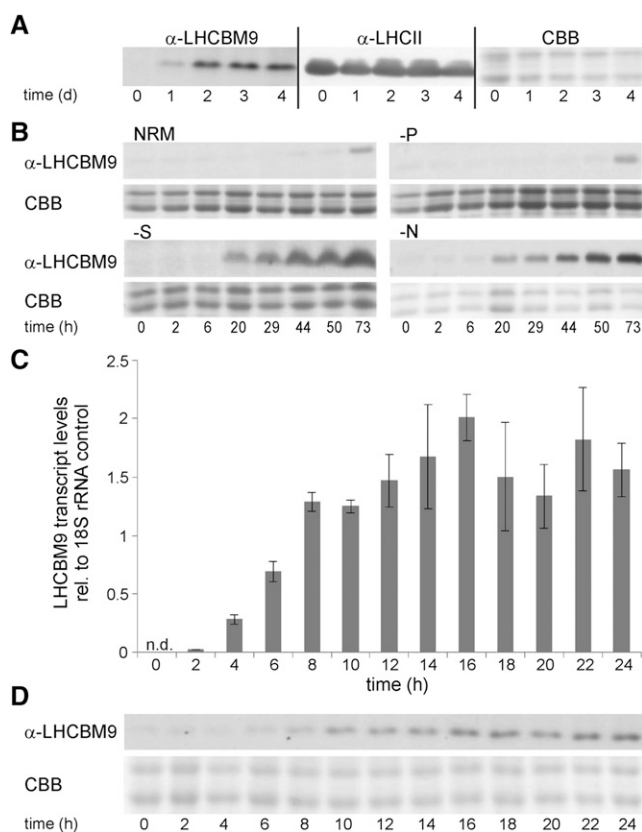 A
α-LHCBM9 α-LHCII CBB
time (d) 0 1 2 3 4 0 1 2 3 4 0 1 2 3 4
B
NRM -P
α-LHCBM9
CBB
-S -N
α-LHCBM9
CBB
time (h) 0 2 6 20 29 44 50 73 0 2 6 20 29 44 50 73
C
LHCBM9 transcript levels
rel. to 18S rRNA control
2.5
2
1.5
1
0.5
0
n.d.
0 2 4 6 8 10 12 14 16 18 20 22 24
time (h)
D
α-LHCBM9
CBB
time (h) 0 2 4 6 8 10 12 14 16 18 20 22 24